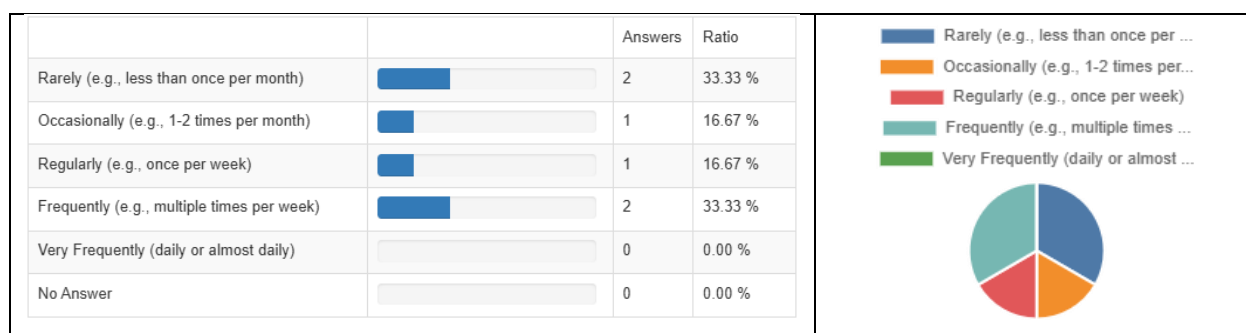 Answers Ratio
Rarely (e.g., less than once per month) 2 33.33 %
Occasionally (e.g., 1-2 times per month) 1 16.67 %
Regularly (e.g., once per week) 1 16.67 %
Frequently (e.g., multiple times per week) 2 33.33 %
Very Frequently (daily or almost daily) 0 0.00 %
No Answer 0 0.00 %
Rarely (e.g., less than once per ...
Occasionally (e.g., 1-2 times per...
Regularly (e.g., once per week)
Frequently (e.g., multiple times ...
Very Frequently (daily or almost ...